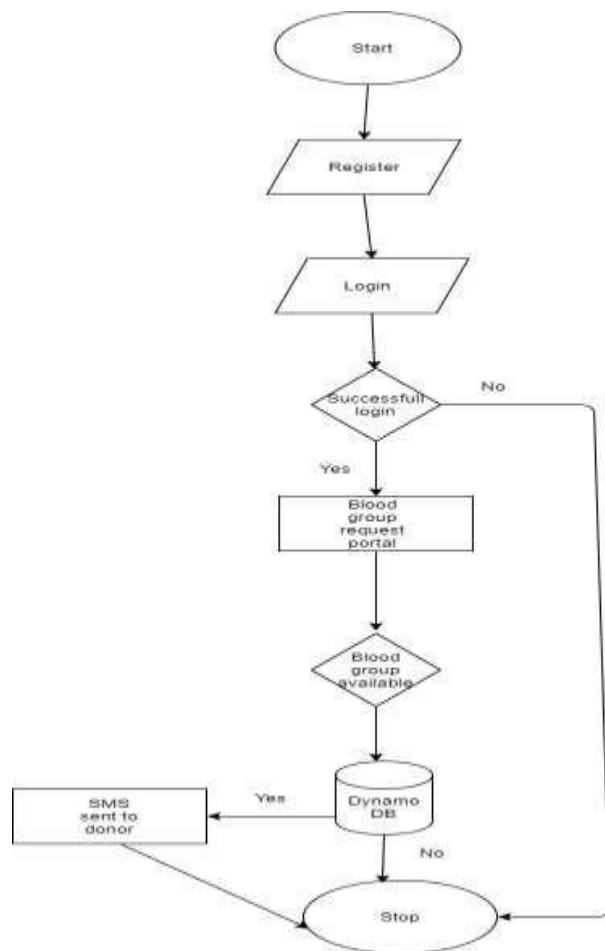 Start
Register
Login
Successfull
login
No
Yes
Blood
group
request
portal
Blood
group
available
Dynamo
DB
Yes
SMS
sent to
donor
No
Stop